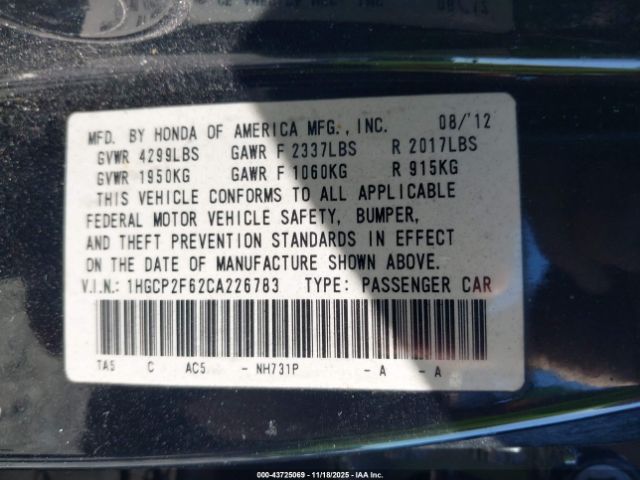 MFD. BY HONDA OF AMERICA MFG., INC. 08/'12
GVWR 4299LBS GAWR F 2337LBS R 2017LBS
GVWR 1950KG GAWR F 1060KG R 915KG
THIS VEHICLE CONFORMS TO ALL APPLICABLE
FEDERAL MOTOR VEHICLE SAFETY, BUMPER,
AND THEFT PREVENTION STANDARDS IN EFFECT
ON THE DATE OF MANUFACTURE SHOWN ABOVE.
V.I.N.: 1HGCP2F62CA226783 TYPE: PASSENGER CAR
TA5 C AC5 - NH731P - A - A
000-43725069 - 11/18/2025 - IAA Inc.